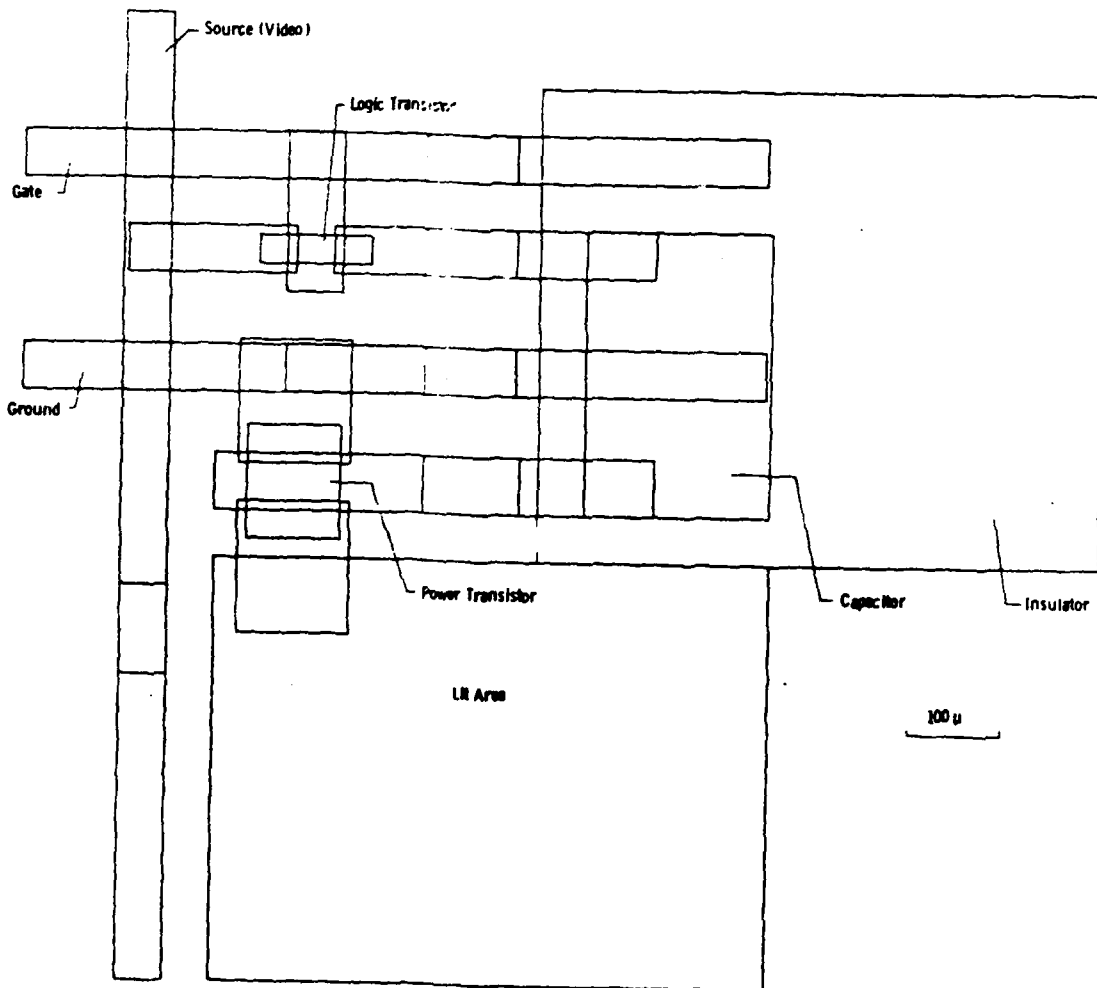 Source (Video)
Logic Transistor
Gate
Ground
Power Transistor
Capacitor
Insulator
Lit Area
100 μ